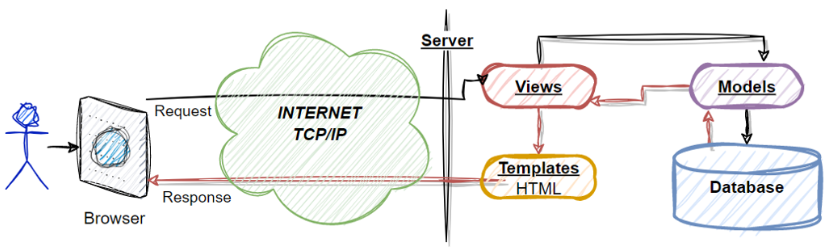 Server
Views
Models
Request
INTERNET
TCP/IP
Templates
HTML
Database
Response
Browser